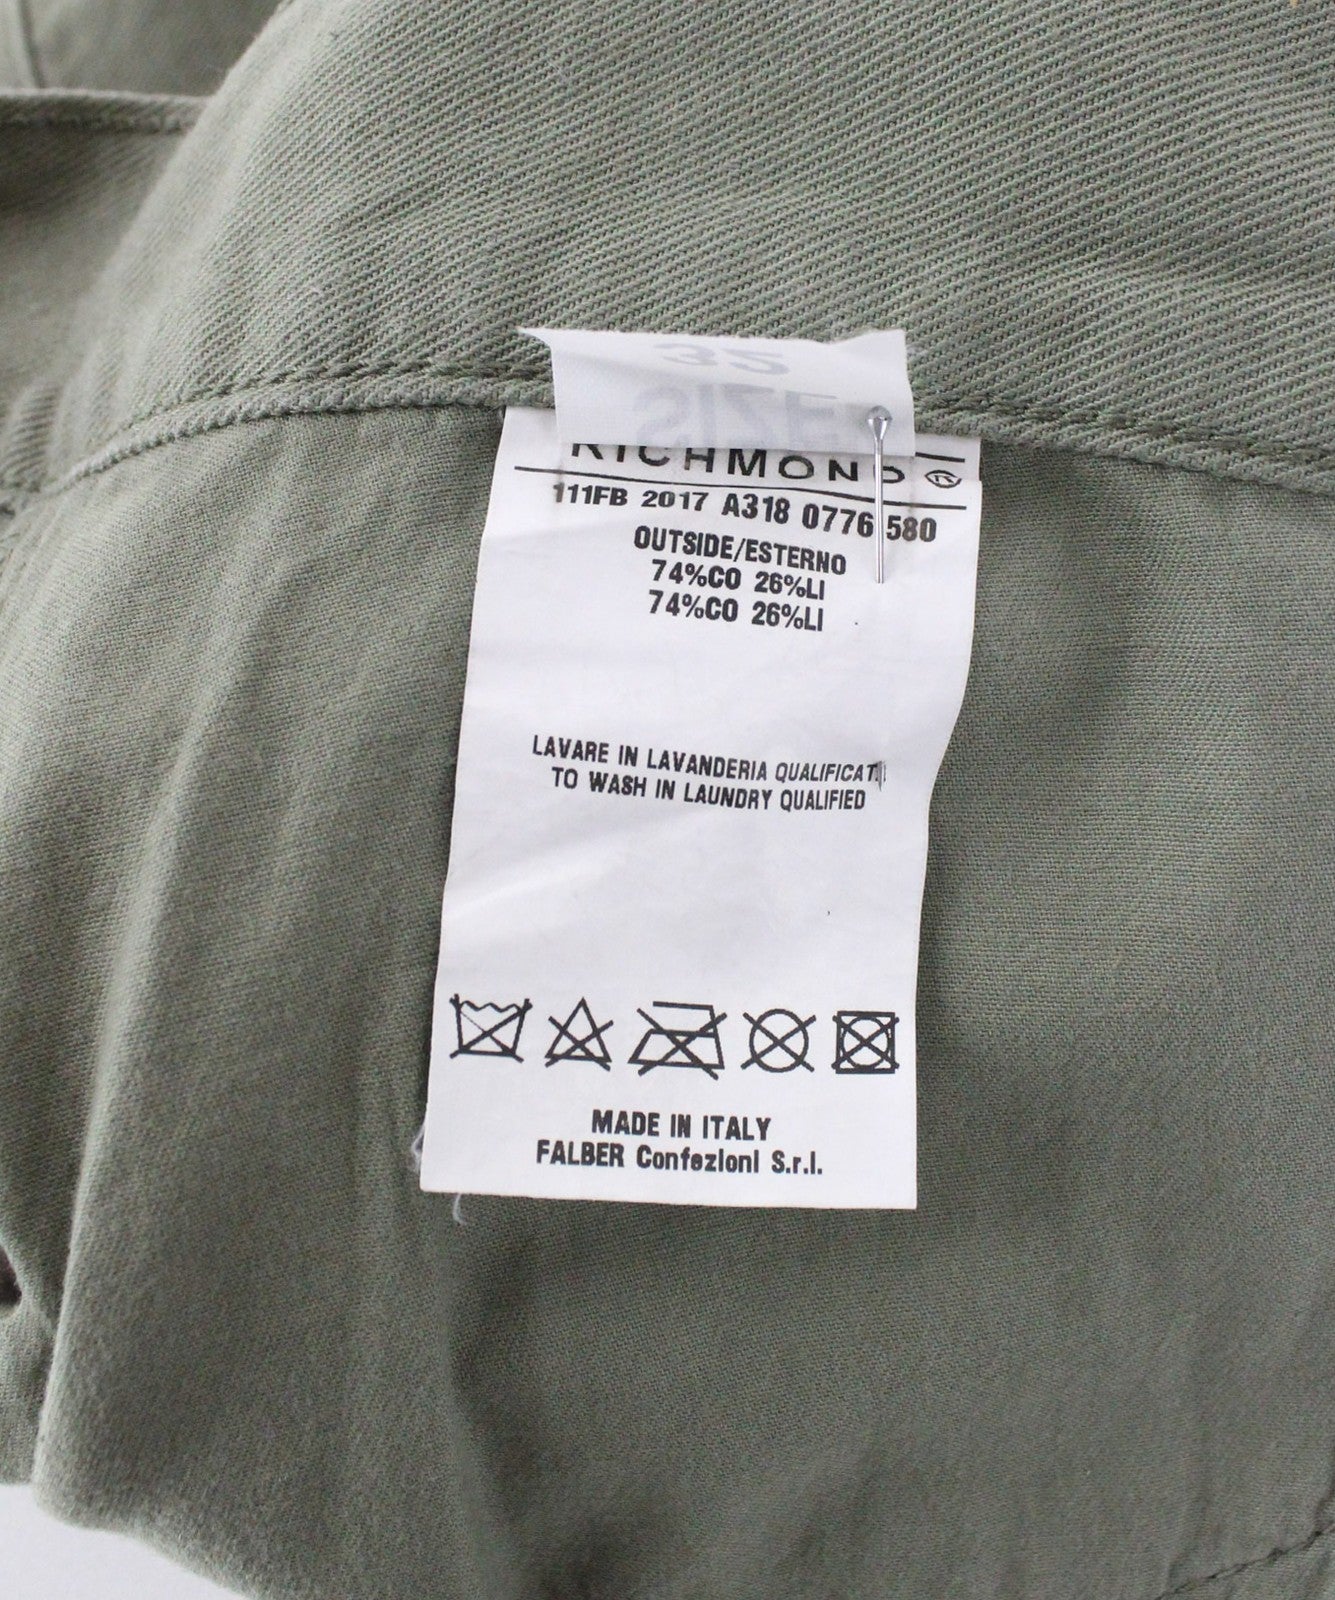 35
SIZE
RICHMOND
111FB 2017 A318 0776 580
OUTSIDE/ESTERNO
74%CO 26%LI
74%CO 26%LI
LAVARE IN LAVANDERIA QUALIFICAT
TO WASH IN LAUNDRY QUALIFIED
MADE IN ITALY
FALBER Confezioni S.r.l.